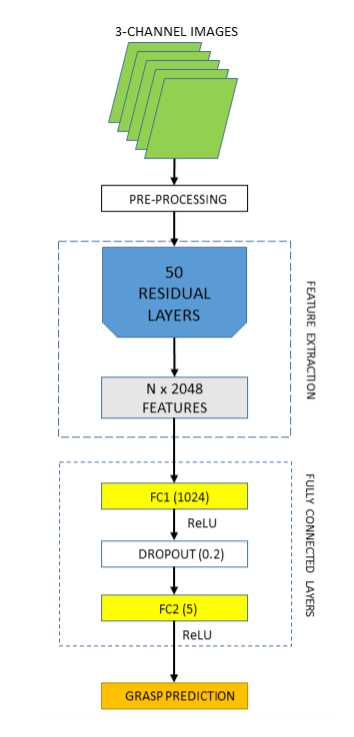 3-CHANNEL IMAGES
PRE-PROCESSING
50
RESIDUAL
LAYERS
N x 2048
FEATURES
FEATURE EXTRACTION
FC1 (1024)
ReLU
DROPOUT (0.2)
FC2 (5)
ReLU
FULLY CONNECTED LAYERS
GRASP PREDICTION